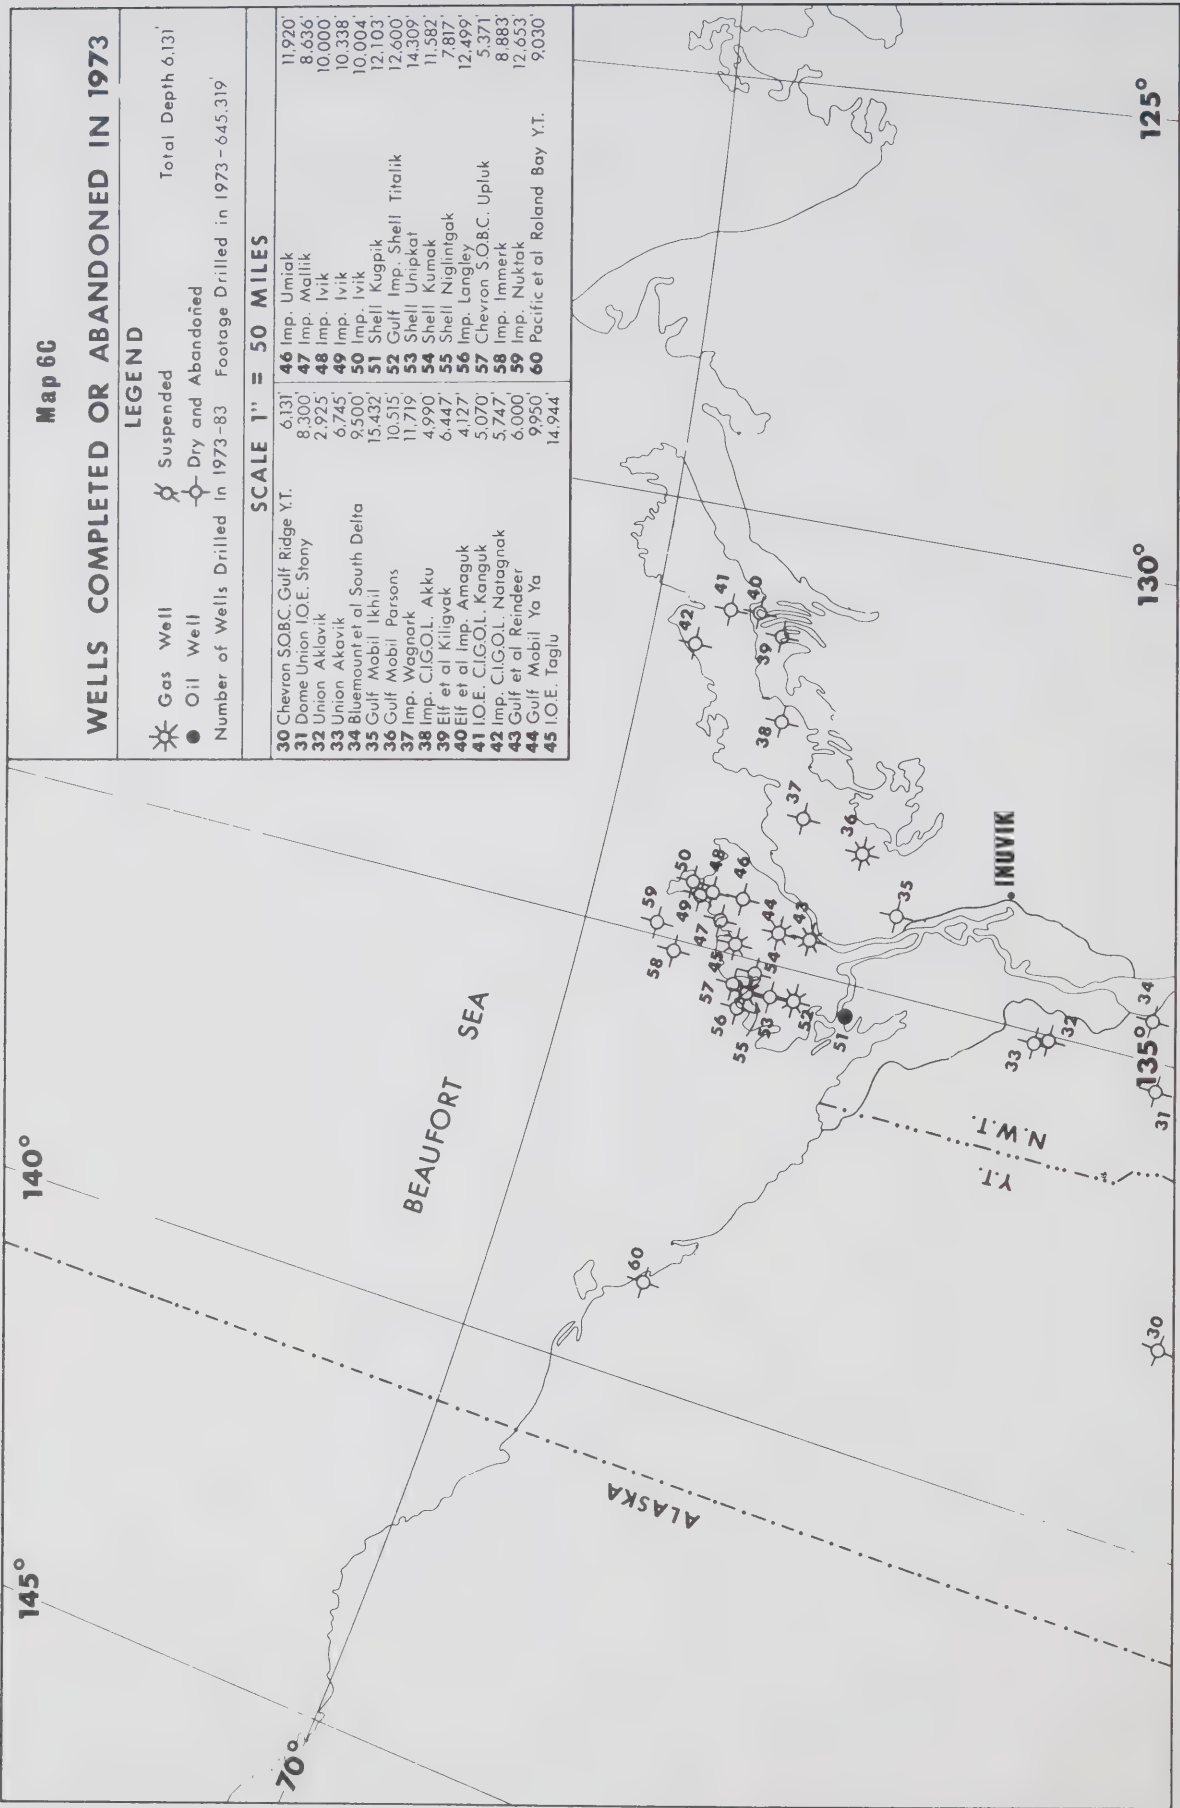 Map 6C
WELLS COMPLETED OR ABANDONED IN 1973
LEGEND
Gas Well
Suspended
Total Depth 6,131'
Oil Well
Dry and Abandoned
Number of Wells Drilled In 1973-83 Footage Drilled in 1973-645,319'
SCALE 1" = 50 MILES
30 Chevron S.O.B.C. Gulf Ridge Y.T. 6,131'
31 Dome Union I.O.E. Stony 8,300'
32 Union Aklavik 2,925'
33 Union Akavik 6,745'
34 Bluemount et al South Delta 9,500'
35 Gulf Mobil Ikhil 15,432'
36 Gulf Mobil Parsons 10,515'
37 Imp. Wagnark 11,719'
38 Imp. C.I.G.O.L. Akku 4,990'
39 Elf et al Kiligvak 6,447'
40 Elf et al Imp. Amaguk 4,127'
41 I.O.E. C.I.G.O.L. Kanguk 5,070'
42 Imp. C.I.G.O.L. Natagnak 5,747'
43 Gulf et al Reindeer 6,000'
44 Gulf Mobil Ya Ya 9,950'
45 I.O.E. Taglu 14,944'
46 Imp. Umiak 11,920'
47 Imp. Mallik 8,636'
48 Imp. Ivik 10,000'
49 Imp. Ivik 10,338'
50 Imp. Ivik 10,004'
51 Shell Kugpik 12,103'
52 Gulf Imp. Shell Titalik 12,600'
53 Shell Unipkat 14,309'
54 Shell Kumak 11,582'
55 Shell Niglintgak 7,817'
56 Imp. Langley 12,499'
57 Chevron S.O.B.C. Upluk 5,371'
58 Imp. Immerk 8,883'
59 Imp. Nuktak 12,653'
60 Pacific et al Roland Bay Y.T. 9,030'
145°
140°
70°
BEAUFORT SEA
ALASKA
Y.T.
N.W.T.
INUVIK
135°
130°
125°
30
31
32
33
34
35
36
37
38
39
40
41
42
43
44
45
46
47
48
49
50
51
52
53
54
55
56
57
58
59
60